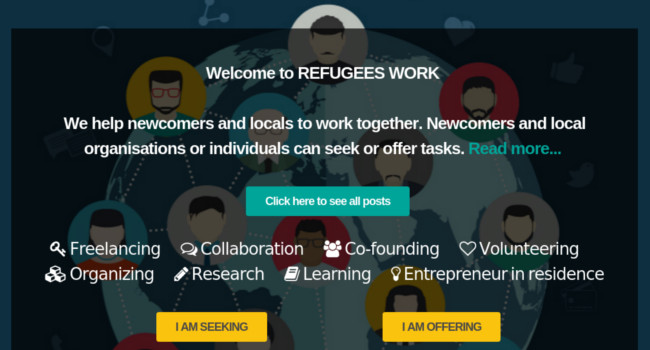 Welcome to REFUGEES WORK
We help newcomers and locals to work together. Newcomers and local
organisations or individuals can seek or offer tasks. Read more...
Click here to see all posts
Freelancing Collaboration Co-founding Volunteering
Organizing Research Learning Entrepreneur in residence
I AM SEEKING I AM OFFERING